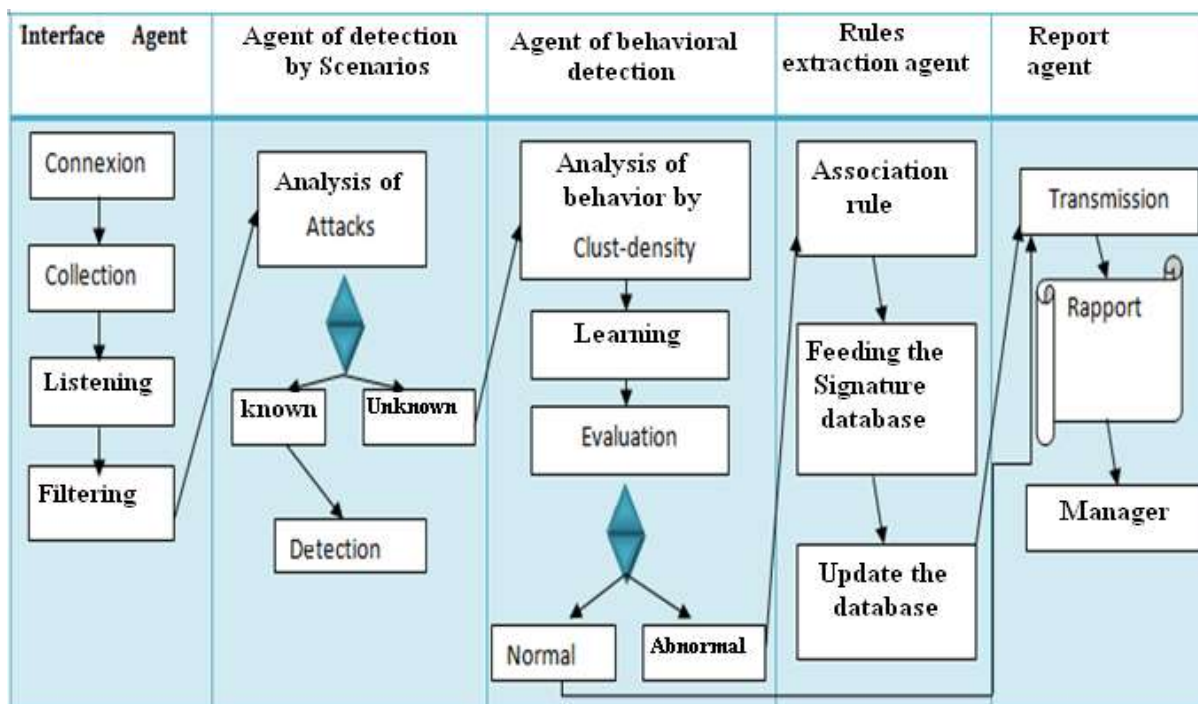 Interface Agent
Agent of detection
by Scenarios
Agent of behavioral
detection
Rules
extraction agent
Report
agent
Connexion
Collection
Listening
Filtering
Analysis of
Attacks
known
Unknown
Detection
Analysis of
behavior by
Clust-density
Learning
Evaluation
Normal
Abnormal
Association
rule
Feeding the
Signature
database
Update the
database
Transmission
Rapport
Manager